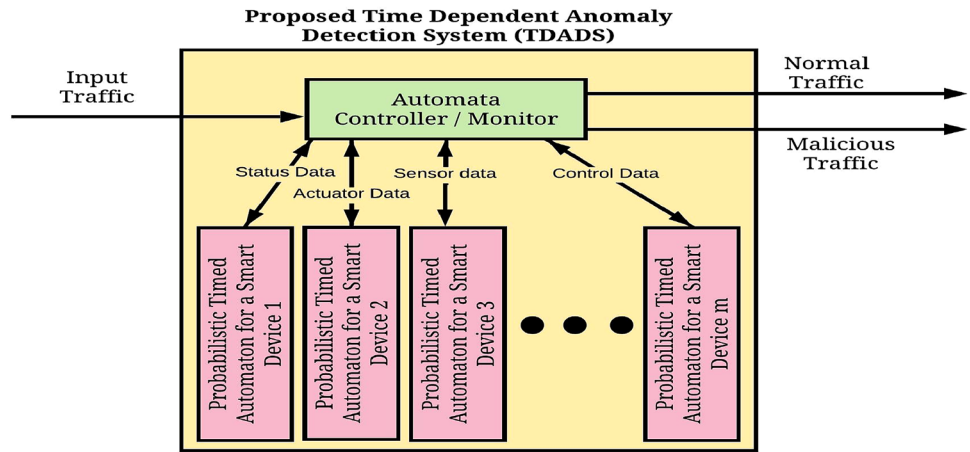 Proposed Time Dependent Anomaly
Detection System (TDADS)
Input
Traffic
Normal
Traffic
Automata
Controller / Monitor
Malicious
Traffic
Status Data
Actuator Data
Sensor data
Control Data
Probabilistic Timed
Automaton for a Smart
Device 1
Probabilistic Timed
Automaton for a Smart
Device 2
Probabilistic Timed
Automaton for a Smart
Device 3
Probabilistic Timed
Automaton for a Smart
Device m